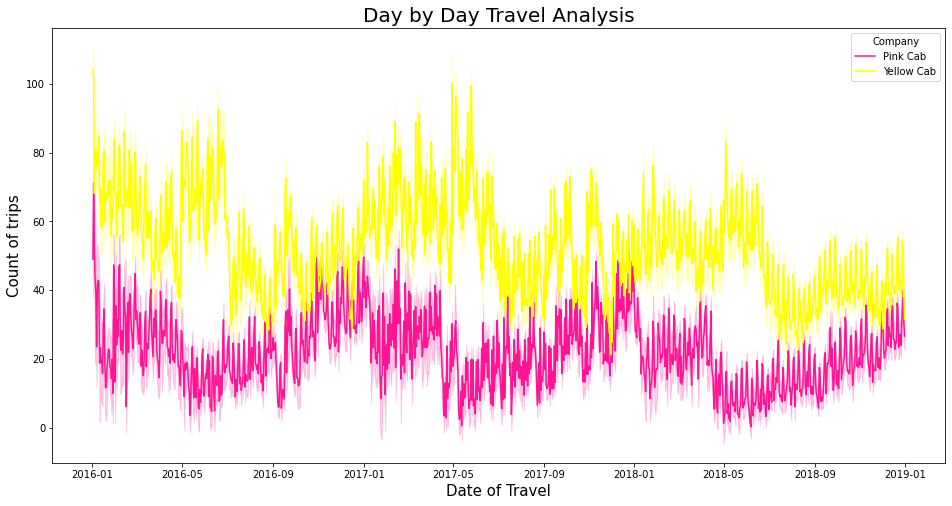 Day by Day Travel Analysis
Company
Pink Cab
Yellow Cab
Count of trips
100
80
60
40
20
0
2016-01 2016-05 2016-09 2017-01 2017-05 2017-09 2018-01 2018-05 2018-09 2019-01
Date of Travel